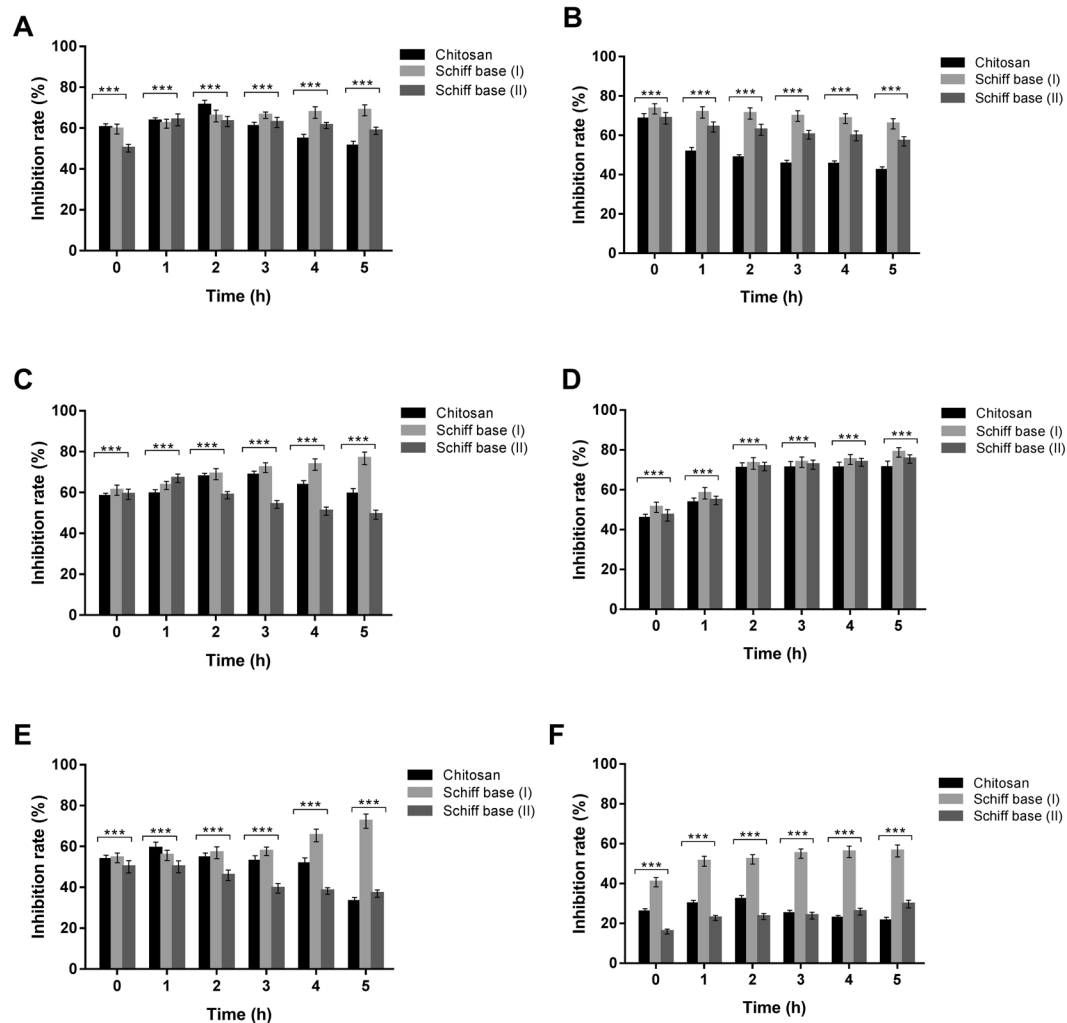 A
Inhibition rate (%)
100
80
60
40
20
0
*** *** *** *** *** ***
0 1 2 3 4 5
Time (h)
Chitosan
Schiff base (I)
Schiff base (II)
B
Inhibition rate (%)
100
80
60
40
20
0
*** *** *** *** *** ***
0 1 2 3 4 5
Time (h)
Chitosan
Schiff base (I)
Schiff base (II)
C
Inhibition rate (%)
100
80
60
40
20
0
*** *** *** *** *** ***
0 1 2 3 4 5
Time (h)
Chitosan
Schiff base (I)
Schiff base (II)
D
Inhibition rate (%)
100
80
60
40
20
0
*** *** *** *** *** ***
0 1 2 3 4 5
Time (h)
Chitosan
Schiff base (I)
Schiff base (II)
E
Inhibition rate (%)
100
80
60
40
20
0
*** *** *** *** *** ***
0 1 2 3 4 5
Time (h)
Chitosan
Schiff base (I)
Schiff base (II)
F
Inhibition rate (%)
100
80
60
40
20
0
*** *** *** *** *** ***
0 1 2 3 4 5
Time (h)
Chitosan
Schiff base (I)
Schiff base (II)